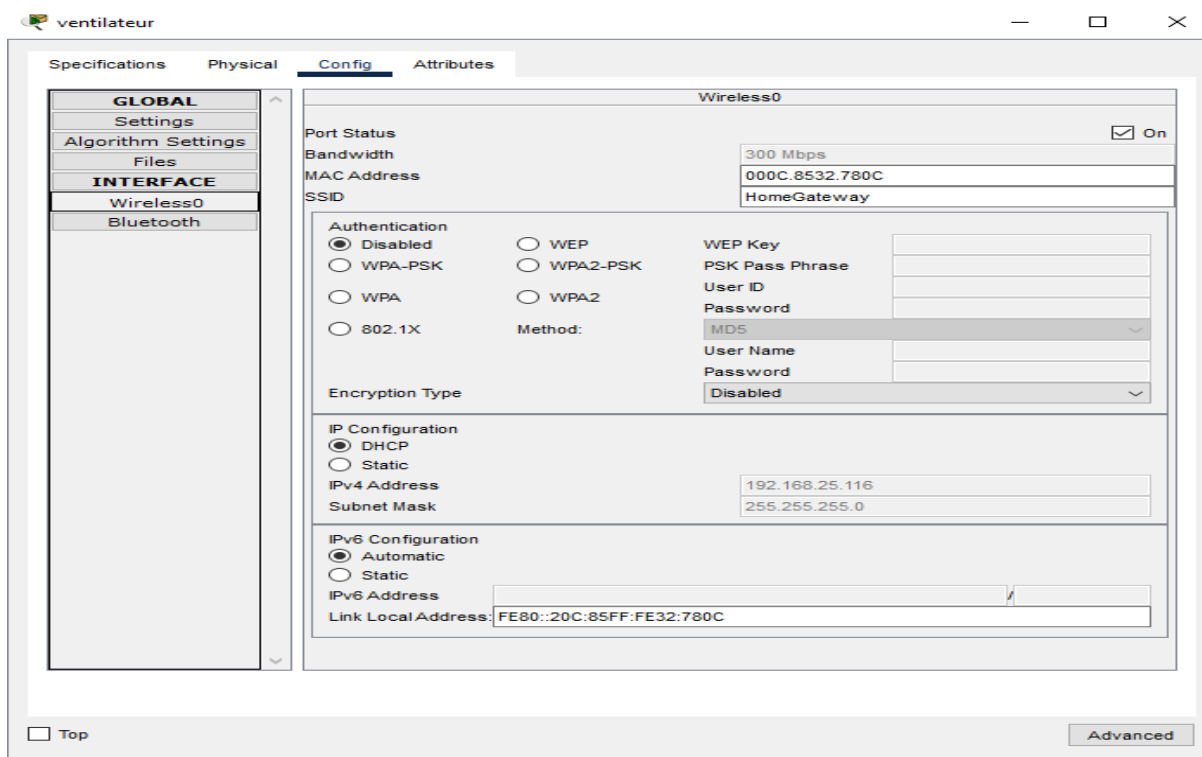 ventilateur
Specifications Physical Config Attributes
GLOBAL
Settings
Algorithm Settings
Files
INTERFACE
Wireless0
Bluetooth
Wireless0
Port Status On
Bandwidth 300 Mbps
MAC Address 000C.8532.780C
SSID HomeGateway
Authentication
Disabled WEP WEP Key
WPA-PSK WPA2-PSK PSK Pass Phrase
User ID
WPA WPA2
Password
802.1X Method: MD5
User Name
Password
Encryption Type Disabled
IP Configuration
DHCP
Static
IPv4 Address 192.168.25.116
Subnet Mask 255.255.255.0
IPv6 Configuration
Automatic
Static
IPv6 Address /
Link Local Address: FE80::20C:85FF:FE32:780C
Top Advanced